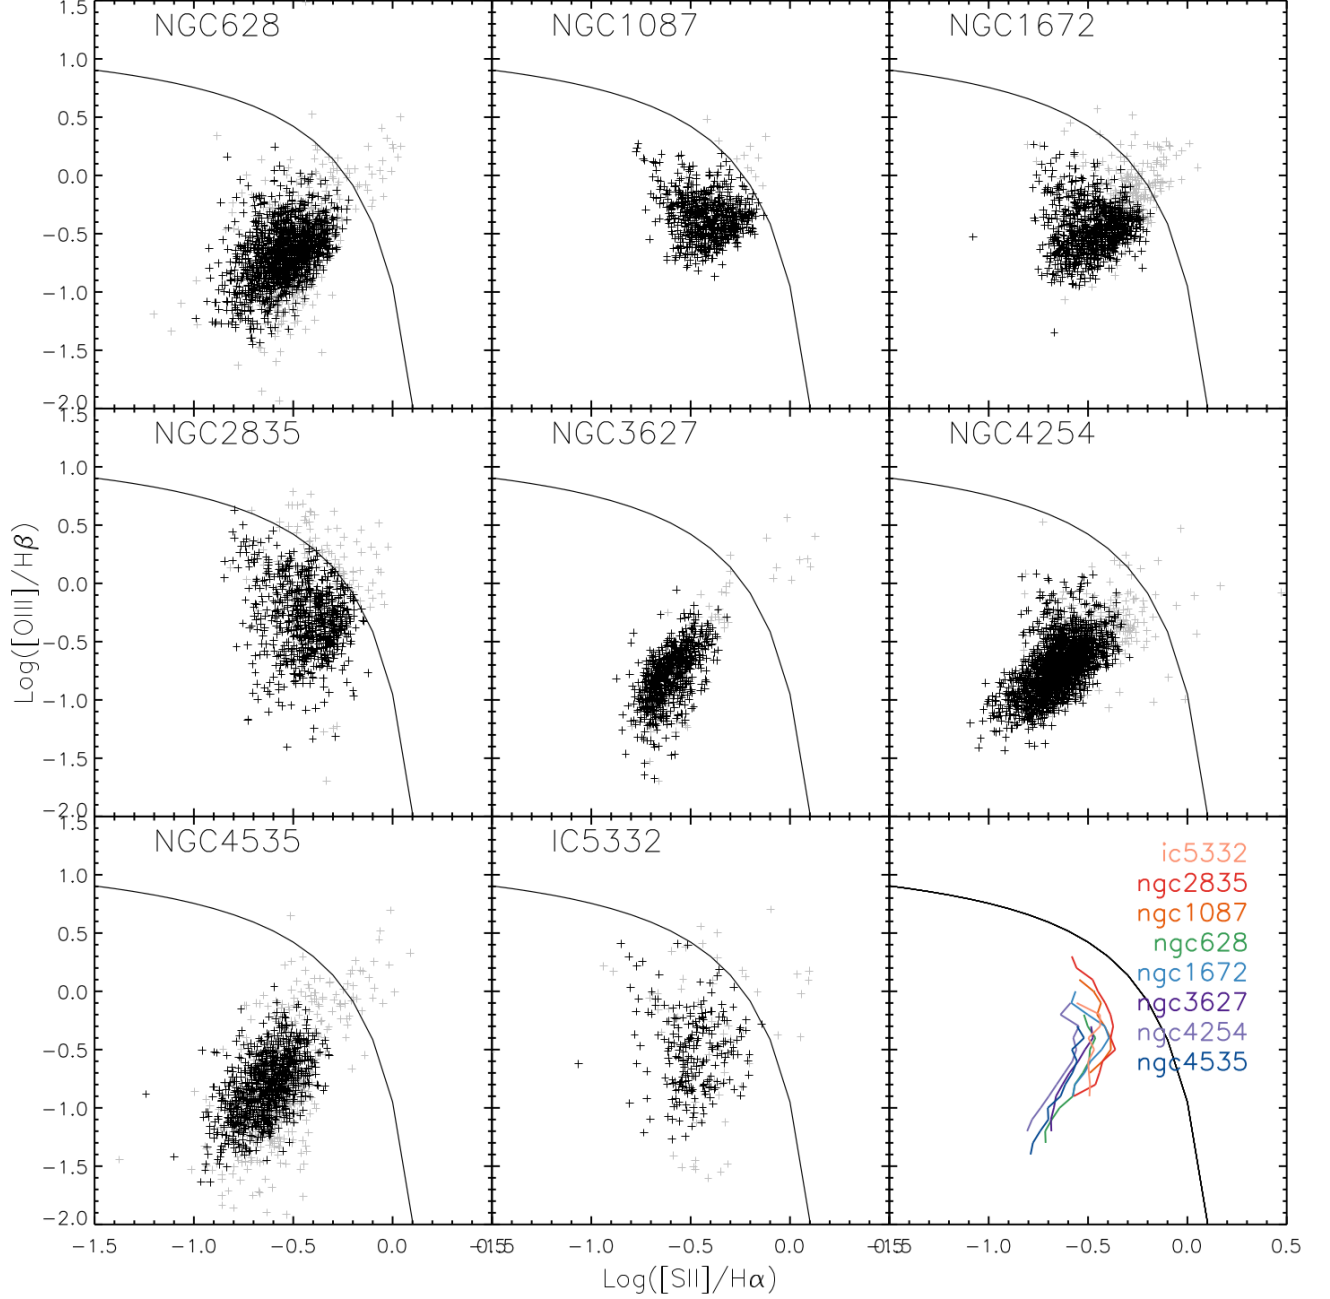 NGC628 NGC1087 NGC1672
1.5
1.0
0.5
0.0
−0.5
−1.0
−1.5
−2.0
NGC2835 NGC3627 NGC4254
1.5
1.0
0.5
0.0
−0.5
−1.0
−1.5
−2.0
Log([OIII]/Hβ)
NGC4535 IC5332
1.5
1.0
0.5
0.0
−0.5
−1.0
−1.5
−2.0
ic5332
ngc2835
ngc1087
ngc628
ngc1672
ngc3627
ngc4254
ngc4535
−1.5 −1.0 −0.5 0.0 −1.0 −0.5 0.0 −1.0 −0.5 0.0 0.5
Log([SII]/Hα)